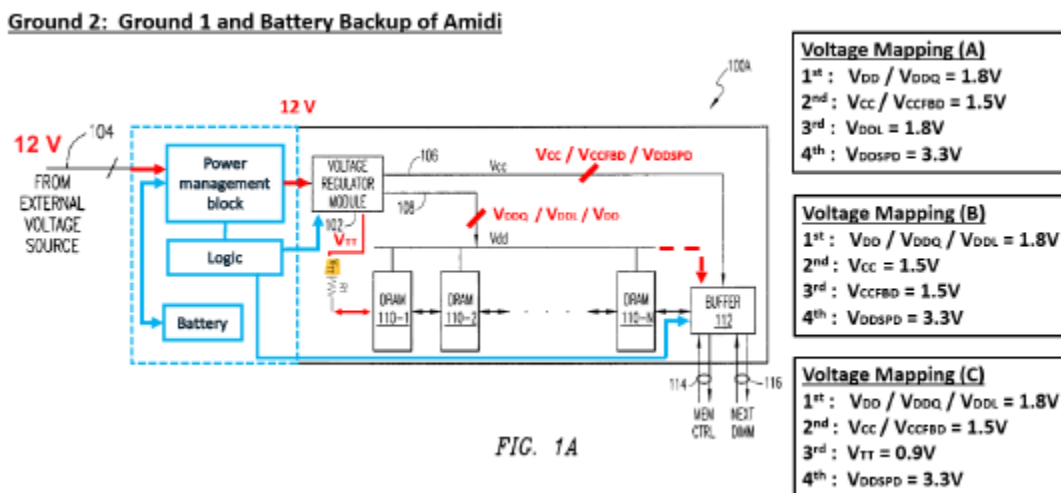 Ground 2: Ground 1 and Battery Backup of Amidi
100A
12 V
12 V
104
FROM
EXTERNAL
VOLTAGE
SOURCE
Power
management
block
Logic
Battery
VOLTAGE
REGULATOR
MODULE
102
106
Vcc
VCC / VCCFBD / VDDSPD
108
VDDQ / VDDL / VDD
Vdd
VTT
VTT
RT
DRAM
110-1
DRAM
110-2
. . . .
DRAM
110-N
BUFFER
112
114
116
MEM
CTRL
NEXT
DIMM
FIG. 1A
Voltage Mapping (A)
1st : VDD / VDDQ = 1.8V
2nd : VCC / VCCFBD = 1.5V
3rd : VDDL = 1.8V
4th : VDDSPD = 3.3V
Voltage Mapping (B)
1st : VDD / VDDQ / VDDL = 1.8V
2nd : VCC = 1.5V
3rd : VCCFBD = 1.5V
4th : VDDSPD = 3.3V
Voltage Mapping (C)
1st : VDD / VDDQ / VDDL = 1.8V
2nd : VCC / VCCFBD = 1.5V
3rd : VTT = 0.9V
4th : VDDSPD = 3.3V